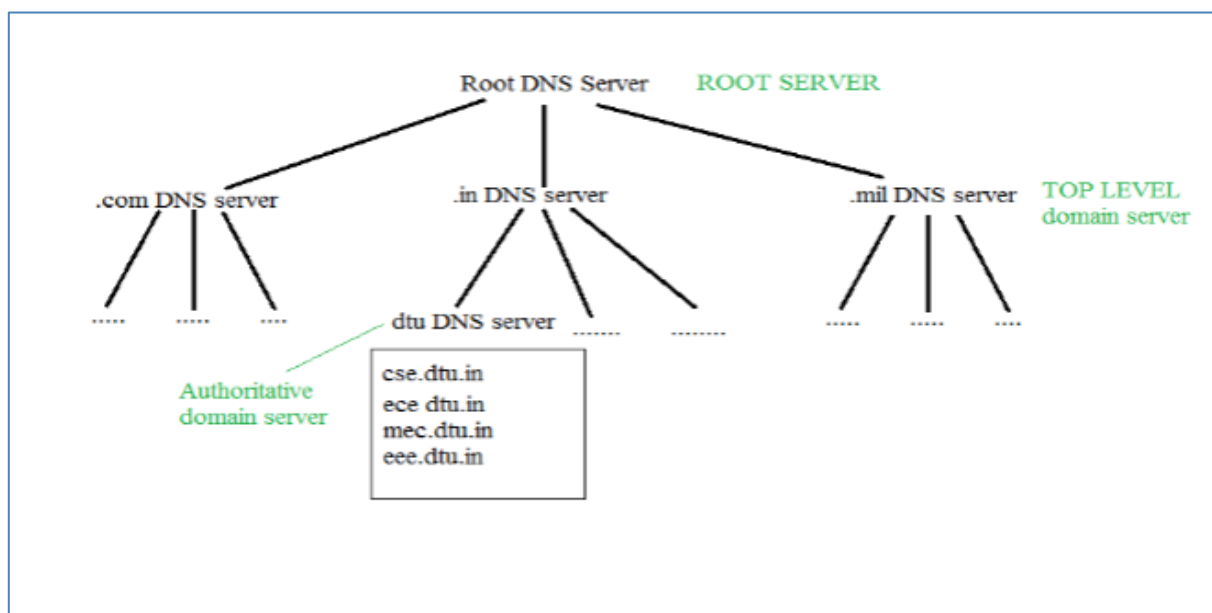 Root DNS Server ROOT SERVER
.com DNS server .in DNS server .mil DNS server TOP LEVEL
domain server
..... ..... .... dtu DNS server ....... ........ ..... ..... ....
Authoritative
domain server
cse.dtu.in
ece dtu.in
mec.dtu.in
eee.dtu.in